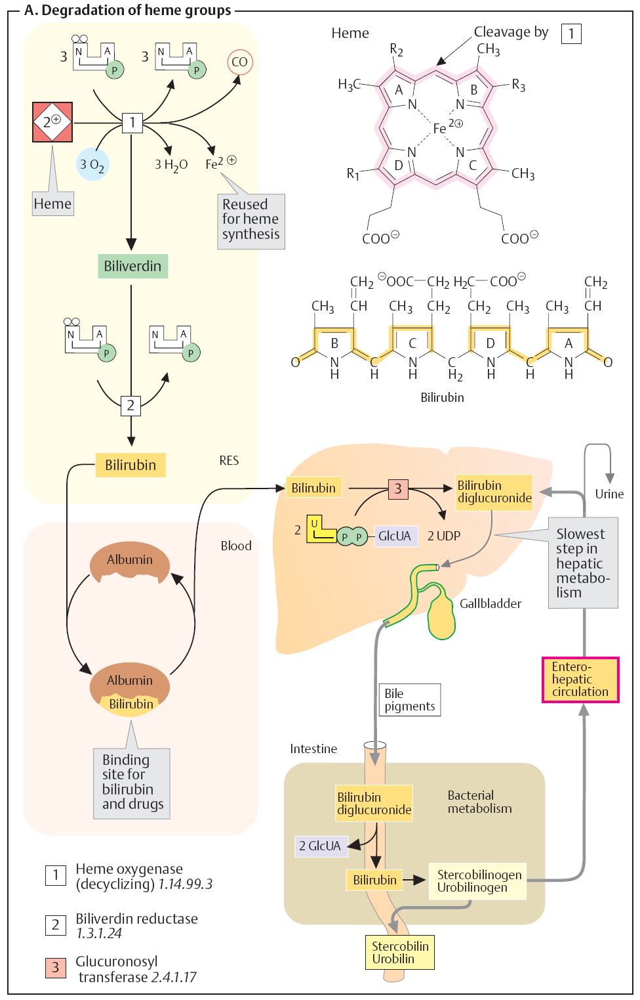 A. Degradation of heme groups
3
N
A
P
3
N
A
P
CO
2⊕
1
3 O2
3 H2O
Fe2 ⊕
Heme
Reused
for heme
synthesis
Biliverdin
N
A
P
N
A
P
2
Bilirubin
RES
Heme
Cleavage by
1
R2
CH3
H3C
A
B
R3
N
N
Fe2⊕
N
N
D
C
R1
CH3
COO⊖
COO⊖
CH2
⊖OOC
CH2
H2C
COO⊖
CH2
CH3
CH
CH3
CH2
CH2
CH3
CH3
CH
B
C
D
A
O
N
H
C
H
N
H
C
H2
N
H
C
H
N
H
O
Bilirubin
Blood
Albumin
Albumin
Bilirubin
Binding
site for
bilirubin
and drugs
Bilirubin
3
Bilirubin
diglucuronide
2
U
P
P
GlcUA
2 UDP
Urine
Slowest
step in
hepatic
metabo-
lism
Gallbladder
Entero-
hepatic
circulation
Bile
pigments
Intestine
Bilirubin
diglucuronide
Bacterial
metabolism
2 GlcUA
Bilirubin
Stercobilinogen
Urobilinogen
Stercobilin
Urobilin
1
Heme oxygenase
(decyclizing) 1.14.99.3
2
Biliverdin reductase
1.3.1.24
3
Glucuronosyl
transferase 2.4.1.17